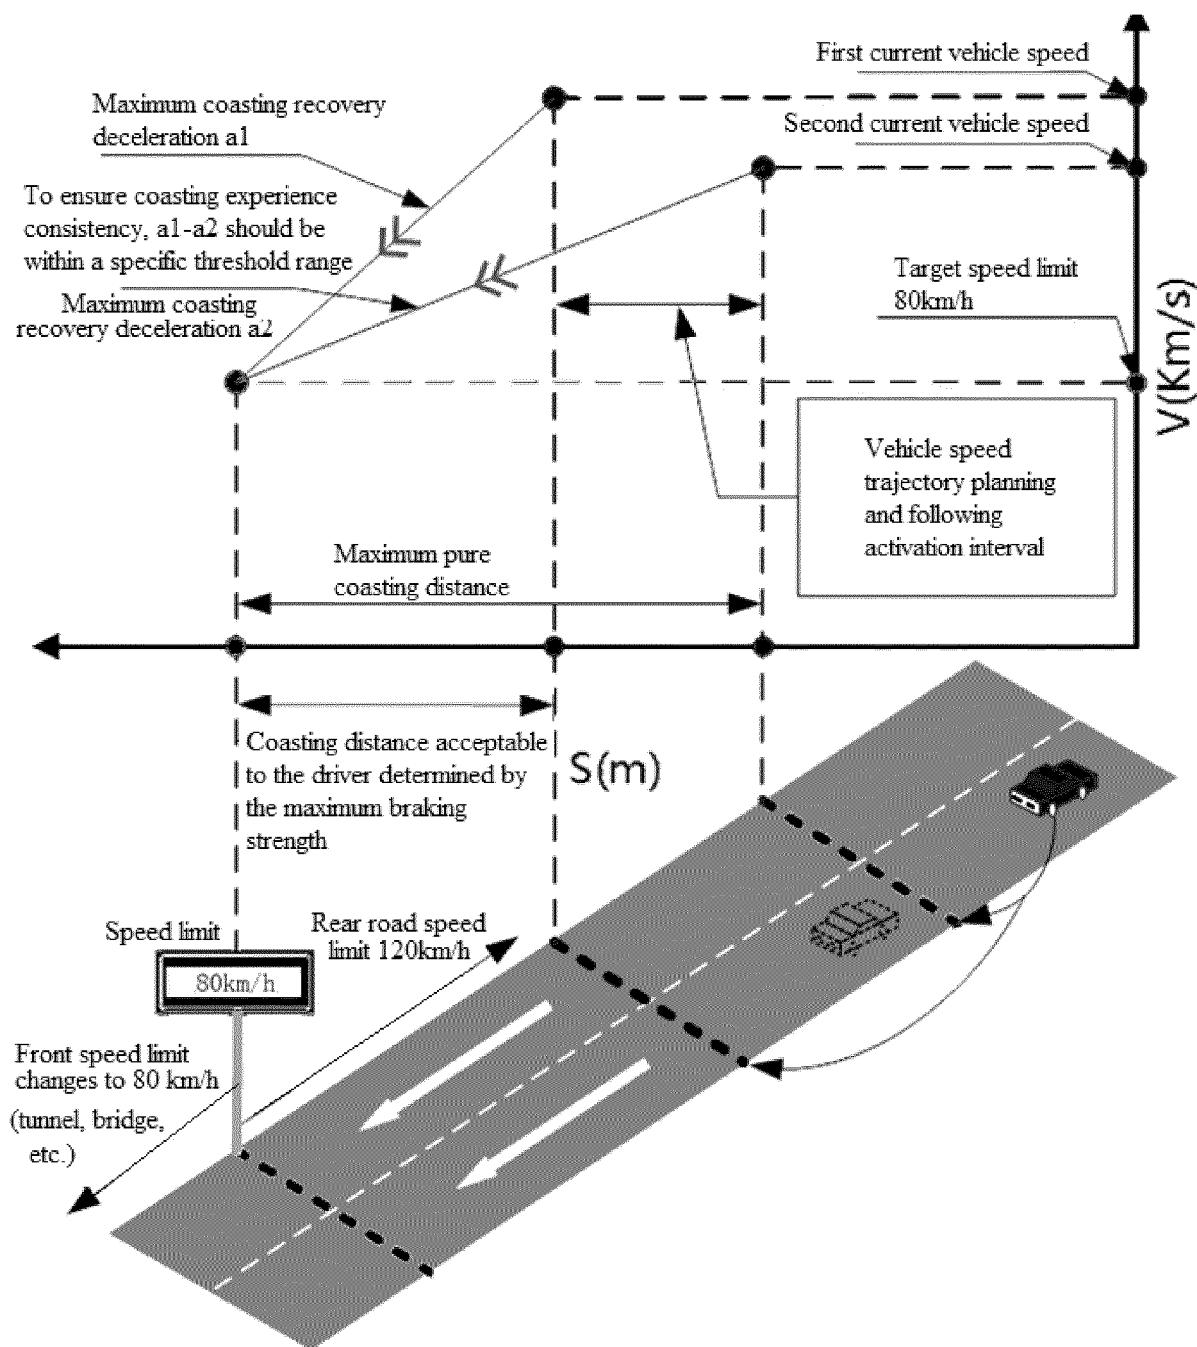 First current vehicle speed
Maximum coasting recovery
deceleration a1
Second current vehicle speed
To ensure coasting experience
consistency, a1-a2 should be
within a specific threshold range
Maximum coasting
recovery deceleration a2
Target speed limit
80km/h
V(Km/s)
Vehicle speed
trajectory planning
and following
activation interval
Maximum pure
coasting distance
Coasting distance acceptable
to the driver determined by
the maximum braking
strength
S(m)
Rear road speed
limit 120km/h
Speed limit
80km/h
Front speed limit
changes to 80 km/h
(tunnel, bridge,
etc.)